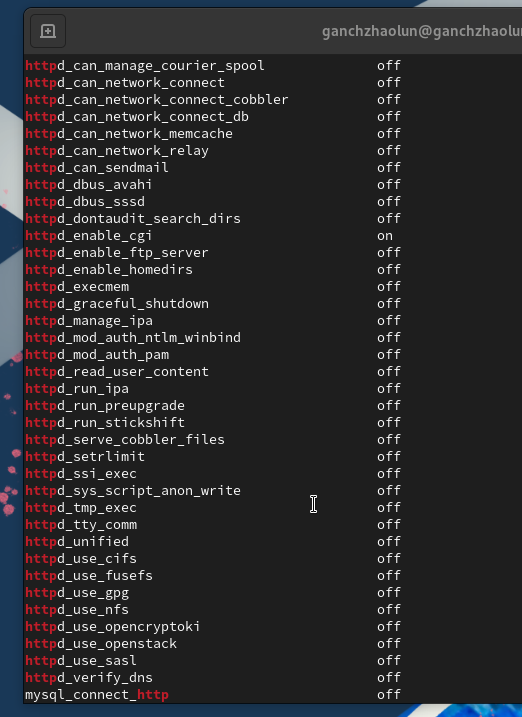 ganchzhaolun@ganchzhaolu
httpd_can_manage_courier_spool off
httpd_can_network_connect off
httpd_can_network_connect_cobbler off
httpd_can_network_connect_db off
httpd_can_network_memcache off
httpd_can_network_relay off
httpd_can_sendmail off
httpd_dbus_avahi off
httpd_dbus_sssd off
httpd_dontaudit_search_dirs off
httpd_enable_cgi on
httpd_enable_ftp_server off
httpd_enable_homedirs off
httpd_execmem off
httpd_graceful_shutdown off
httpd_manage_ipa off
httpd_mod_auth_ntlm_winbind off
httpd_mod_auth_pam off
httpd_read_user_content off
httpd_run_ipa off
httpd_run_preupgrade off
httpd_run_stickshift off
httpd_serve_cobbler_files off
httpd_setrlimit off
httpd_ssi_exec off
httpd_sys_script_anon_write off
httpd_tmp_exec off
httpd_tty_comm off
httpd_unified off
httpd_use_cifs off
httpd_use_fusefs off
httpd_use_gpg off
httpd_use_nfs off
httpd_use_opencryptoki off
httpd_use_openstack off
httpd_use_sasl off
httpd_verify_dns off
mysql_connect_http off